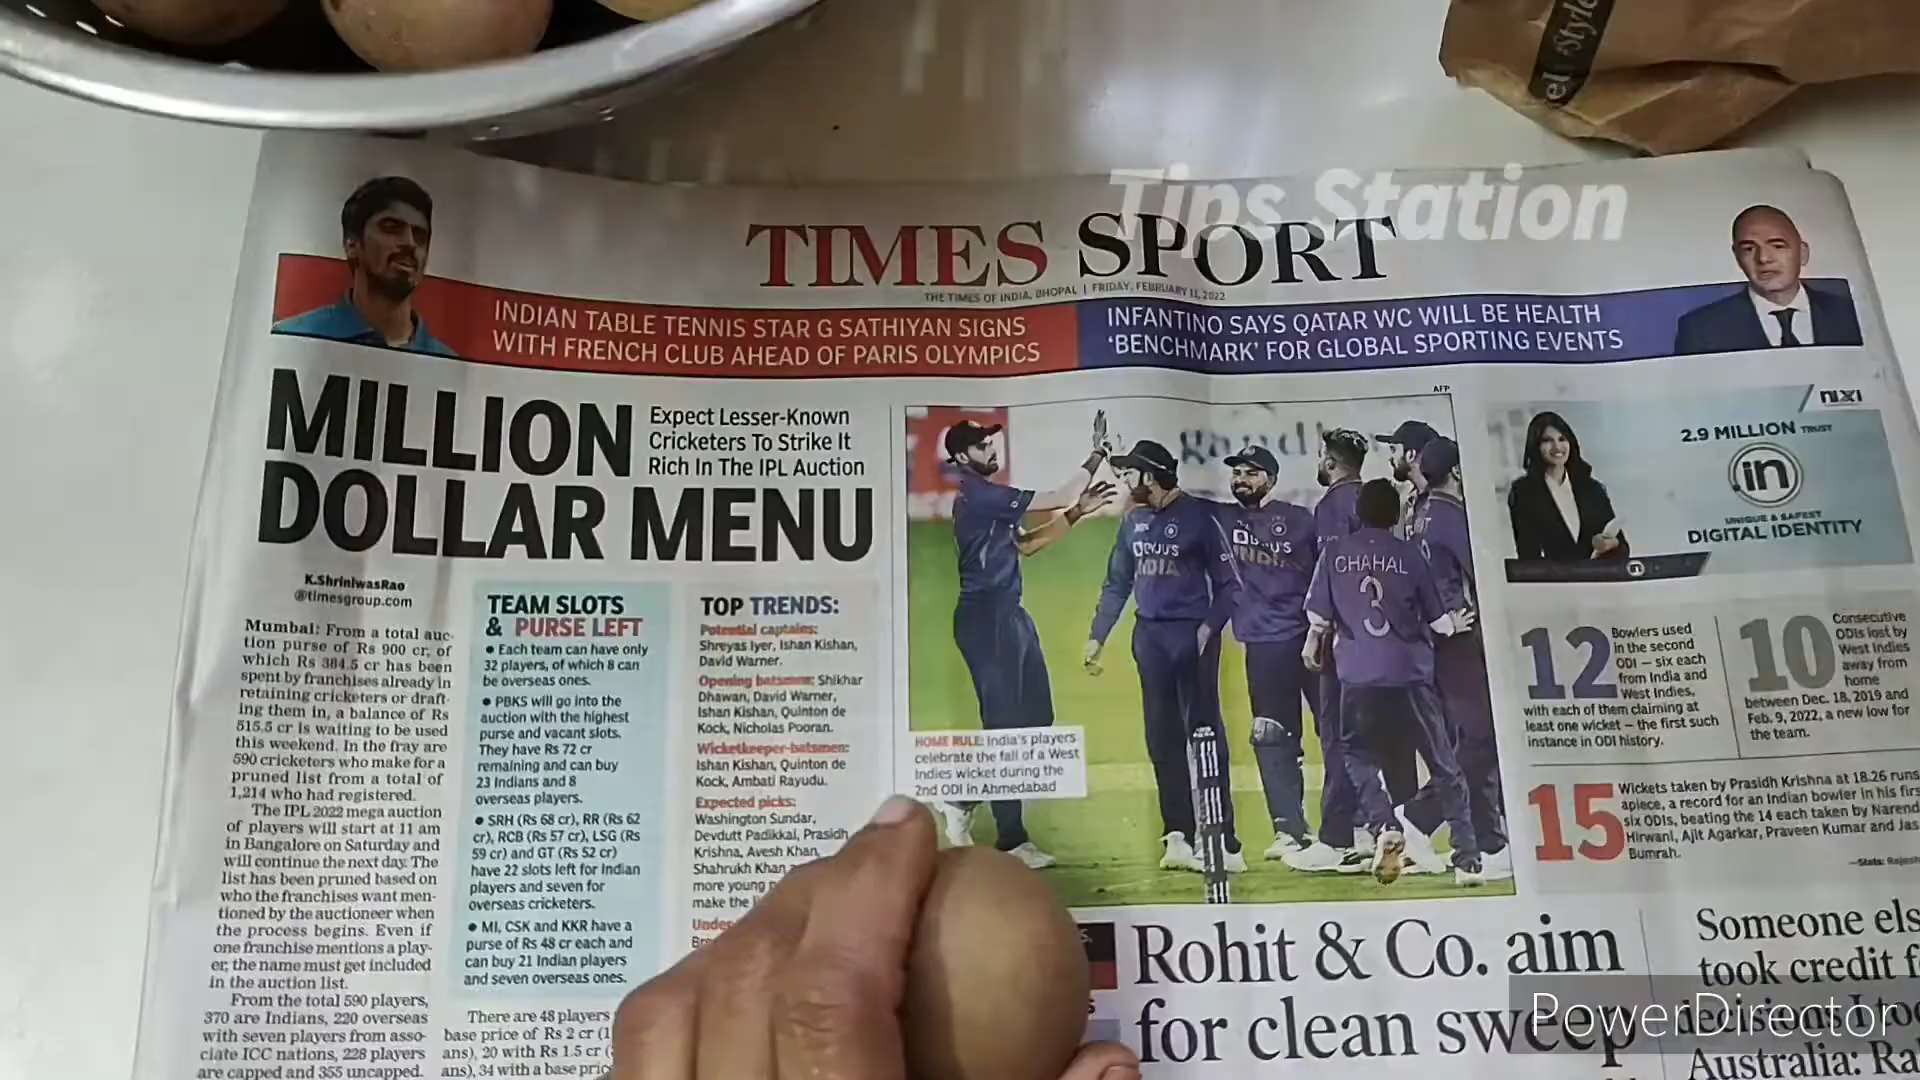 el Style
Tips Station
TIMES SPORT
THE TIMES OF INDIA, BHOPAL | FRIDAY, FEBRUARY 11, 2022
INDIAN TABLE TENNIS STAR G SATHIYAN SIGNS
WITH FRENCH CLUB AHEAD OF PARIS OLYMPICS
INFANTINO SAYS QATAR WC WILL BE HEALTH
‘BENCHMARK’ FOR GLOBAL SPORTING EVENTS
MILLION
DOLLAR MENU
Expect Lesser-Known
Cricketers To Strike It
Rich In The IPL Auction
K.ShriniwasRao
@timesgroup.com
Mumbai: From a total auc-
tion purse of Rs 900 cr, of
which Rs 384.5 cr has been
spent by franchises already in
retaining cricketers or draft-
ing them in, a balance of Rs
515.5 cr is waiting to be used
this weekend. In the fray are
590 cricketers who make for a
pruned list from a total of
1,214 who had registered.
The IPL 2022 mega auction
of players will start at 11 am
in Bangalore on Saturday and
will continue the next day. The
list has been pruned based on
who the franchises want men-
tioned by the auctioneer when
the process begins. Even if
one franchise mentions a play-
er, the name must get included
in the auction list.
From the total 590 players,
370 are Indians, 220 overseas
with seven players from asso-
ciate ICC nations, 228 players
are capped and 355 uncapped.
TEAM SLOTS
& PURSE LEFT
• Each team can have only
32 players, of which 8 can
be overseas ones.
• PBKS will go into the
auction with the highest
purse and vacant slots.
They have Rs 72 cr
remaining and can buy
23 Indians and 8
overseas players.
• SRH (Rs 68 cr), RR (Rs 62
cr), RCB (Rs 57 cr), LSG (Rs
59 cr) and GT (Rs 52 cr)
have 22 slots left for Indian
players and seven for
overseas cricketers.
• MI, CSK and KKR have a
purse of Rs 48 cr each and
can buy 21 Indian players
and seven overseas ones.
There are 48 players
base price of Rs 2 cr (1
ans), 20 with Rs 1.5 cr (
ans), 34 with a base pric
TOP TRENDS:
Potential captains:
Shreyas Iyer, Ishan Kishan,
David Warner.
Opening batsmen: Shikhar
Dhawan, David Warner,
Ishan Kishan, Quinton de
Kock, Nicholas Pooran.
Wicketkeeper-batsmen:
Ishan Kishan, Quinton de
Kock, Ambati Rayudu.
Expected picks:
Washington Sundar,
Devdutt Padikkal, Prasidh
Krishna, Avesh Khan,
Shahrukh Khan
more young
make the
Under-
AFP
BYJU'S
INDIA
BYJU'S
INDIA
CHAHAL
3
HOME RULE: India's players
celebrate the fall of a West
Indies wicket during the
2nd ODI in Ahmedabad
nixi
2.9 MILLION TRUST
in
UNIQUE & SAFEST
DIGITAL IDENTITY
12 Bowlers used
in the second
ODI – six each
from India and
West Indies,
with each of them claiming at
least one wicket – the first such
instance in ODI history.
10 Consecutive
ODIs lost by
West Indies
away from
home
between Dec. 18, 2019 and
Feb. 9, 2022, a new low for
the team.
15 Wickets taken by Prasidh Krishna at 18.26 runs
apiece, a record for an Indian bowler in his firs
six ODIs, beating the 14 each taken by Narend
Hirwani, Ajit Agarkar, Praveen Kumar and Jas
Bumrah.
—Stats: Rajesh
Rohit & Co. aim
for clean sweep
Someone els
took credit f
decisions I too
Australia: Ra
PowerDirector